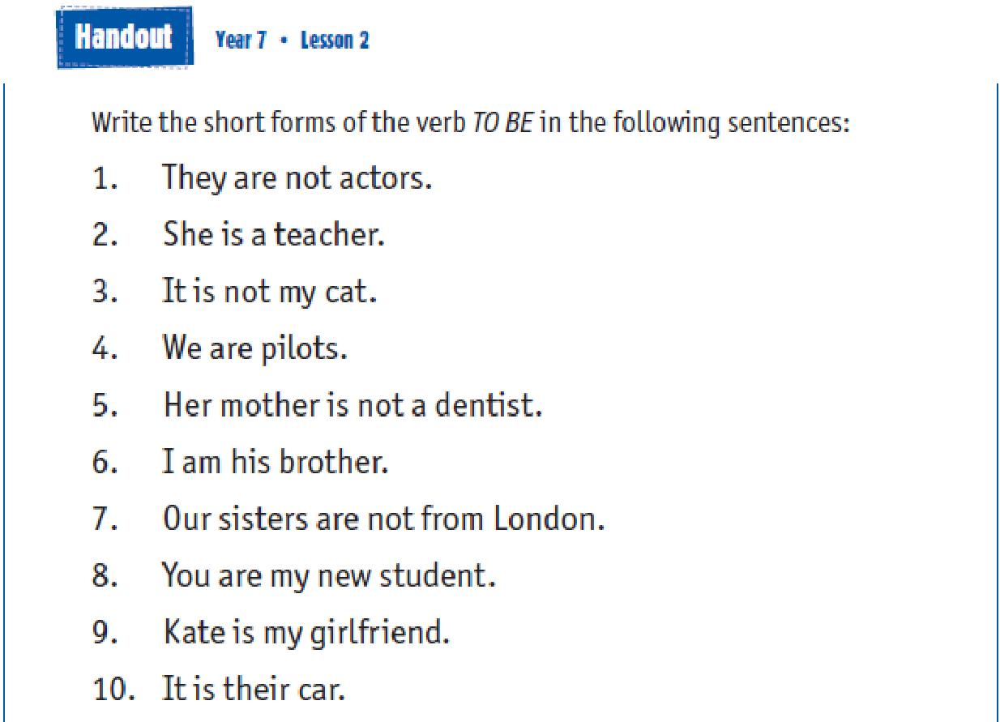 Handout Year 7 • Lesson 2
Write the short forms of the verb TO BE in the following sentences:
1. They are not actors.
2. She is a teacher.
3. It is not my cat.
4. We are pilots.
5. Her mother is not a dentist.
6. I am his brother.
7. Our sisters are not from London.
8. You are my new student.
9. Kate is my girlfriend.
10. It is their car.